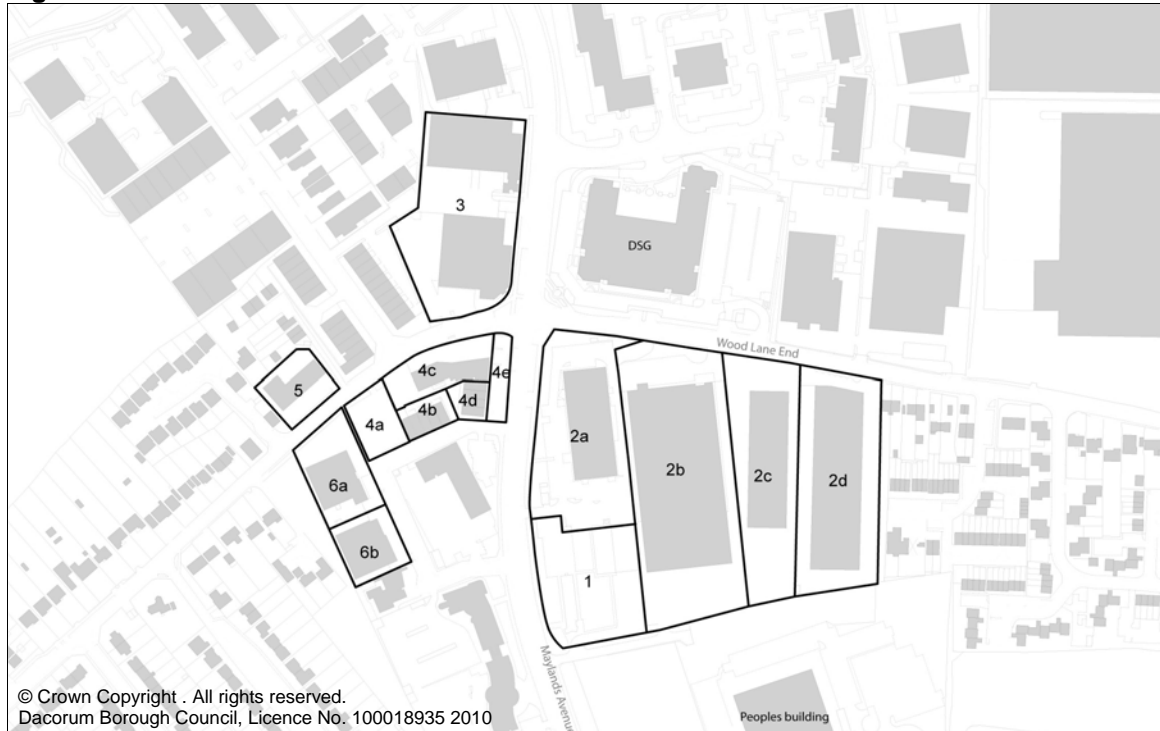 3
DSG
Wood Lane End
4c
4e
5
4d
4b
4a
2a
2b
2c
2d
6a
6b
1
Maylands Avenue
Peoples building
© Crown Copyright . All rights reserved.
Dacorum Borough Council, Licence No. 100018935 2010